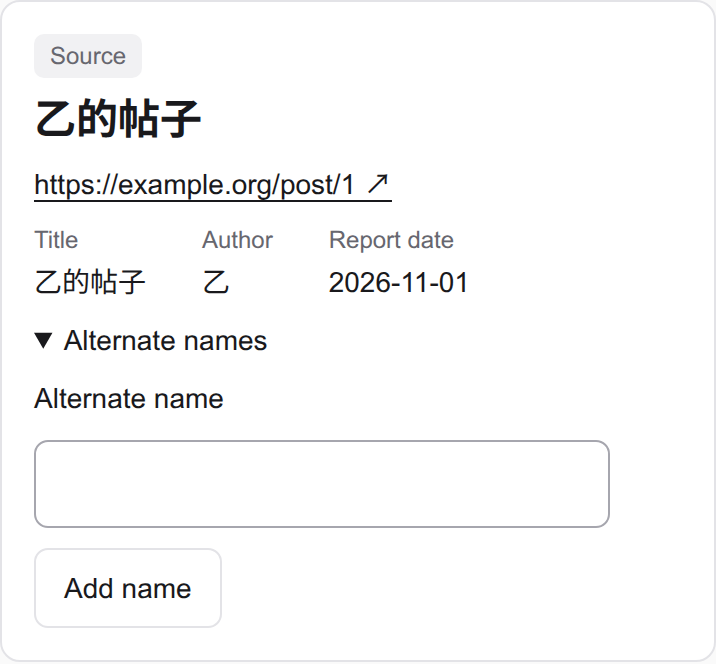 Source
乙的帖子
https://example.org/post/1 ↗
Title Author Report date
乙的帖子 乙 2026-11-01
▼ Alternate names
Alternate name
Add name